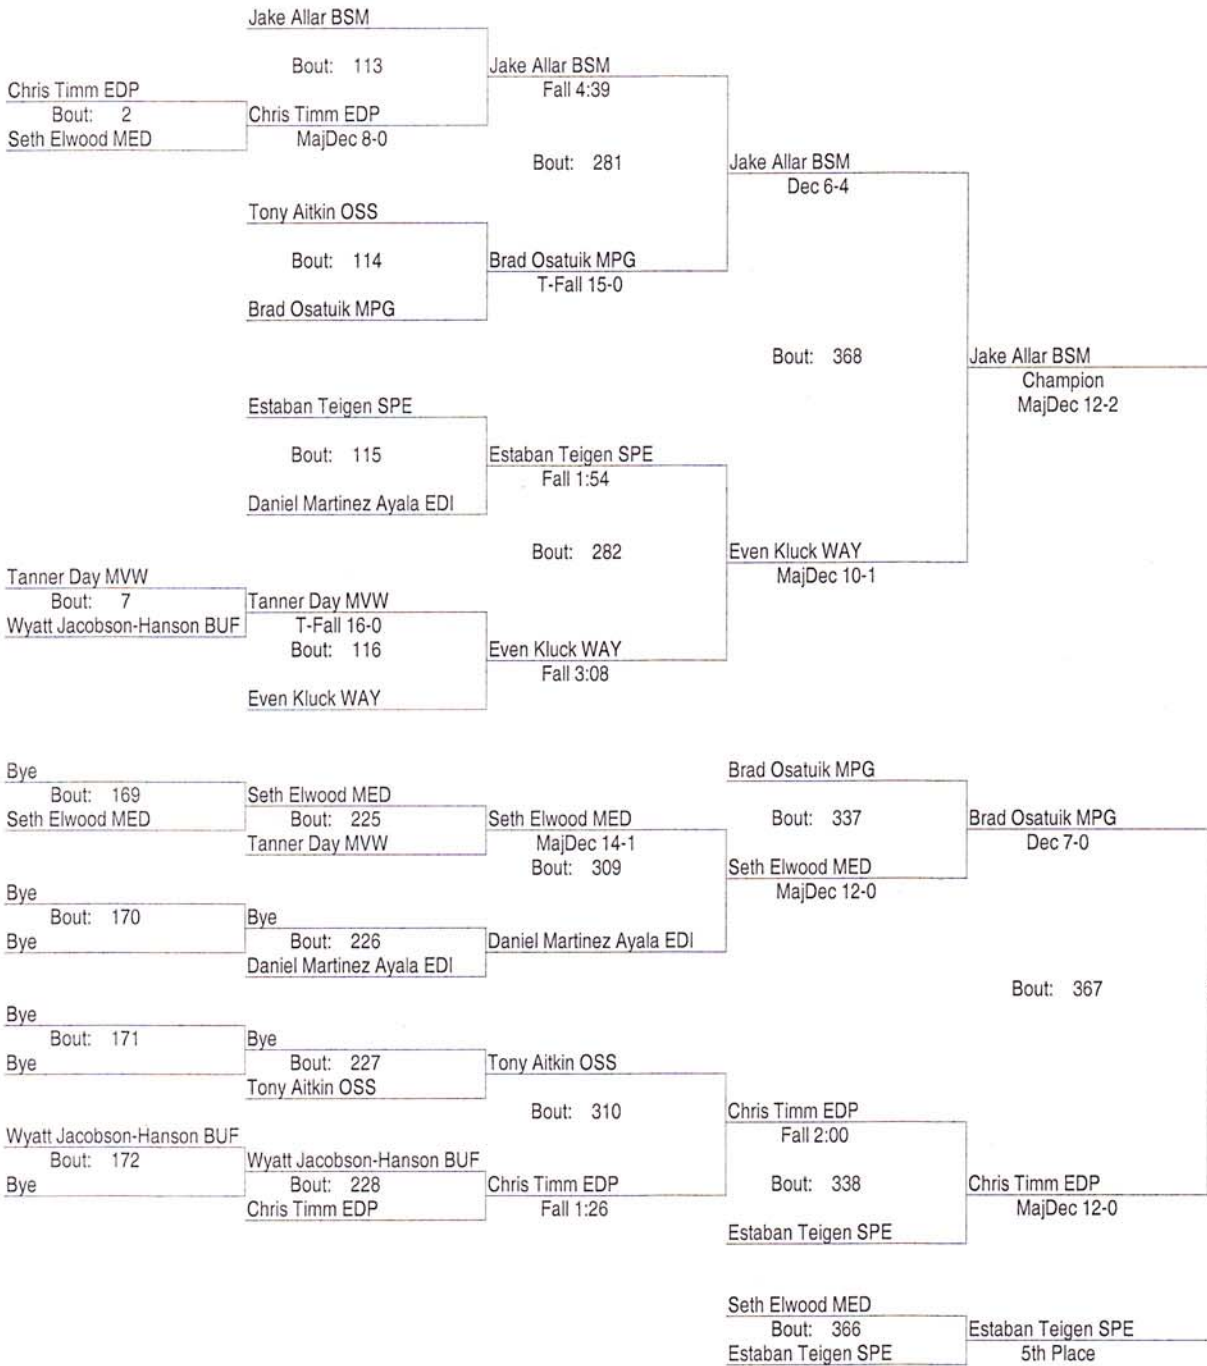 Jake Allar BSM
Bout: 113
Jake Allar BSM
Fall 4:39
Chris Timm EDP
Bout: 2
Seth Elwood MED
Chris Timm EDP
MajDec 8-0
Bout: 281
Jake Allar BSM
Dec 6-4
Tony Aitkin OSS
Bout: 114
Brad Osatuik MPG
T-Fall 15-0
Brad Osatuik MPG
Bout: 368
Jake Allar BSM
Champion
MajDec 12-2
Estaban Teigen SPE
Bout: 115
Estaban Teigen SPE
Fall 1:54
Daniel Martinez Ayala EDI
Bout: 282
Even Kluck WAY
MajDec 10-1
Tanner Day MVW
Bout: 7
Wyatt Jacobson-Hanson BUF
Tanner Day MVW
T-Fall 16-0
Bout: 116
Even Kluck WAY
Fall 3:08
Even Kluck WAY
Bye
Bout: 169
Seth Elwood MED
Seth Elwood MED
Bout: 225
Tanner Day MVW
Seth Elwood MED
MajDec 14-1
Bout: 309
Brad Osatuik MPG
Bout: 337
Seth Elwood MED
MajDec 12-0
Brad Osatuik MPG
Dec 7-0
Bye
Bout: 170
Bye
Bye
Bout: 226
Daniel Martinez Ayala EDI
Daniel Martinez Ayala EDI
Bout: 367
Bye
Bout: 171
Bye
Bye
Bout: 227
Tony Aitkin OSS
Tony Aitkin OSS
Bout: 310
Chris Timm EDP
Fall 2:00
Wyatt Jacobson-Hanson BUF
Bout: 172
Bye
Wyatt Jacobson-Hanson BUF
Bout: 228
Chris Timm EDP
Chris Timm EDP
Fall 1:26
Bout: 338
Estaban Teigen SPE
Chris Timm EDP
MajDec 12-0
Seth Elwood MED
Bout: 366
Estaban Teigen SPE
Estaban Teigen SPE
5th Place